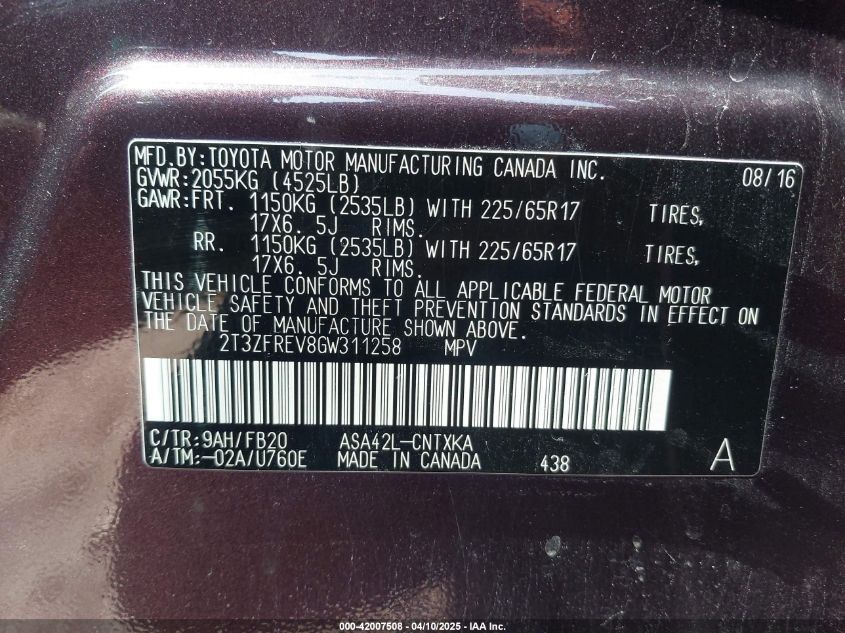 MFD.BY:TOYOTA MOTOR MANUFACTURING CANADA INC. 08/16
GVWR:2055KG (4525LB)
GAWR:FRT. 1150KG (2535LB) WITH 225/65R17 TIRES,
17X6. 5J RIMS.
RR. 1150KG (2535LB) WITH 225/65R17 TIRES,
17X6. 5J RIMS.
THIS VEHICLE CONFORMS TO ALL APPLICABLE FEDERAL MOTOR
VEHICLE SAFETY AND THEFT PREVENTION STANDARDS IN EFFECT ON
THE DATE OF MANUFACTURE SHOWN ABOVE.
2T3ZFREV8GW311258 MPV
C/TR:9AH/FB20 ASA42L-CNTXKA
A/TM:-02A/U760E MADE IN CANADA 438 A
000-42007508 | 04/10/2025 - IAA Inc.